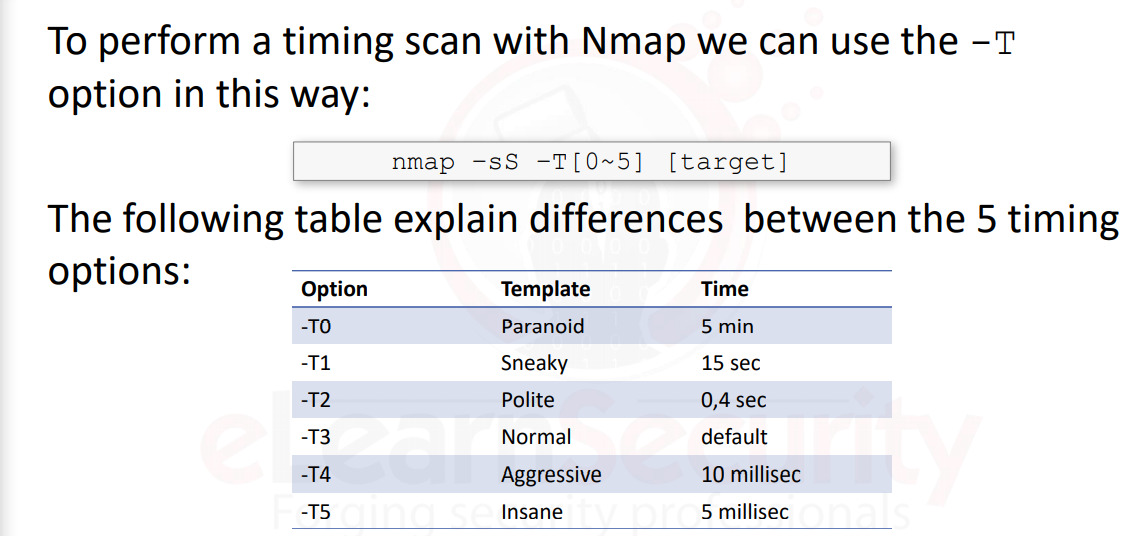 To perform a timing scan with Nmap we can use the –T
option in this way:
nmap –sS –T[0~5] [target]
The following table explain differences  between the 5 timing
options:
Option Template Time
-T0 Paranoid 5 min
-T1 Sneaky 15 sec
-T2 Polite 0,4 sec
-T3 Normal default
-T4 Aggressive 10 millisec
-T5 Insane 5 millisec
eLearnSecurity
Forging security professionals